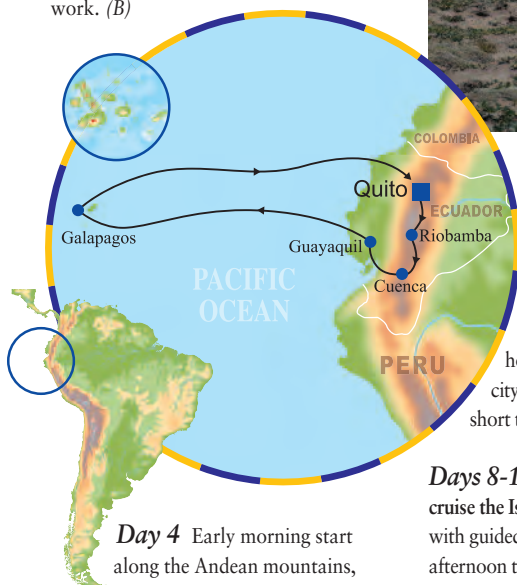 work. (B)
COLOMBIA
Quito
ECUADOR
Galapagos
Guayaquil
Riobamba
Cuenca
PACIFIC
OCEAN
PERU
city
short
Day 4 Early morning start
along the Andean mountains,
Days 8-1
cruise the Is
with guided
afternoon t